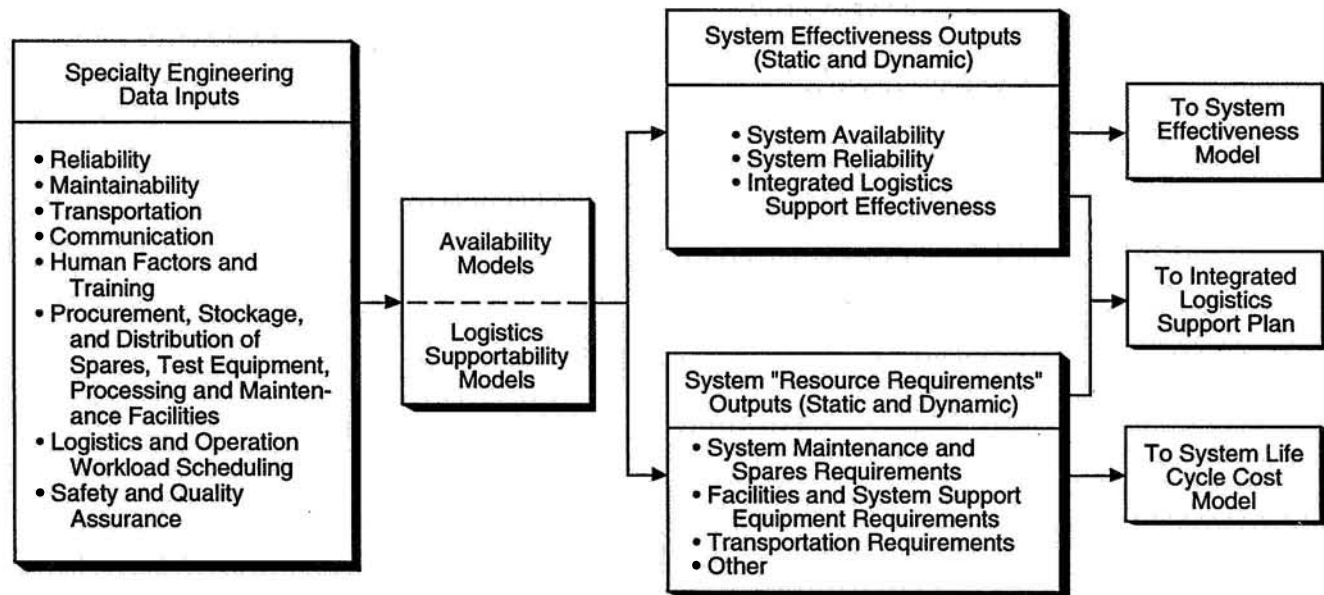 Specialty Engineering
Data Inputs
• Reliability
• Maintainability
• Transportation
• Communication
• Human Factors and
Training
• Procurement, Stockage,
and Distribution of
Spares, Test Equipment,
Processing and Mainten-
ance Facilities
• Logistics and Operation
Workload Scheduling
• Safety and Quality
Assurance
Availability
Models
Logistics
Supportability
Models
System Effectiveness Outputs
(Static and Dynamic)
• System Availability
• System Reliability
• Integrated Logistics
Support Effectiveness
System "Resource Requirements"
Outputs (Static and Dynamic)
• System Maintenance and
Spares Requirements
• Facilities and System Support
Equipment Requirements
• Transportation Requirements
• Other
To System
Effectiveness
Model
To Integrated
Logistics
Support Plan
To System Life
Cycle Cost
Model